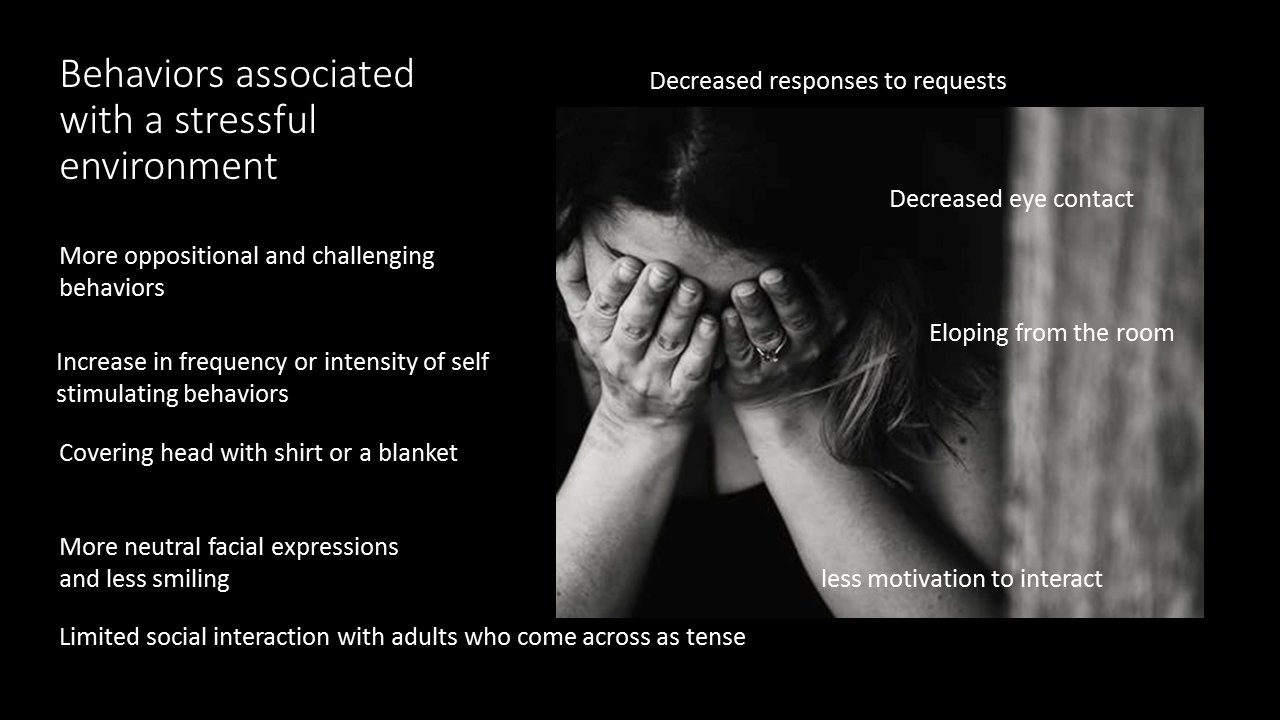 Behaviors associated
with a stressful
environment
Decreased responses to requests
Decreased eye contact
More oppositional and challenging
behaviors
Eloping from the room
Increase in frequency or intensity of self
stimulating behaviors
Covering head with shirt or a blanket
More neutral facial expressions
and less smiling
less motivation to interact
Limited social interaction with adults who come across as tense